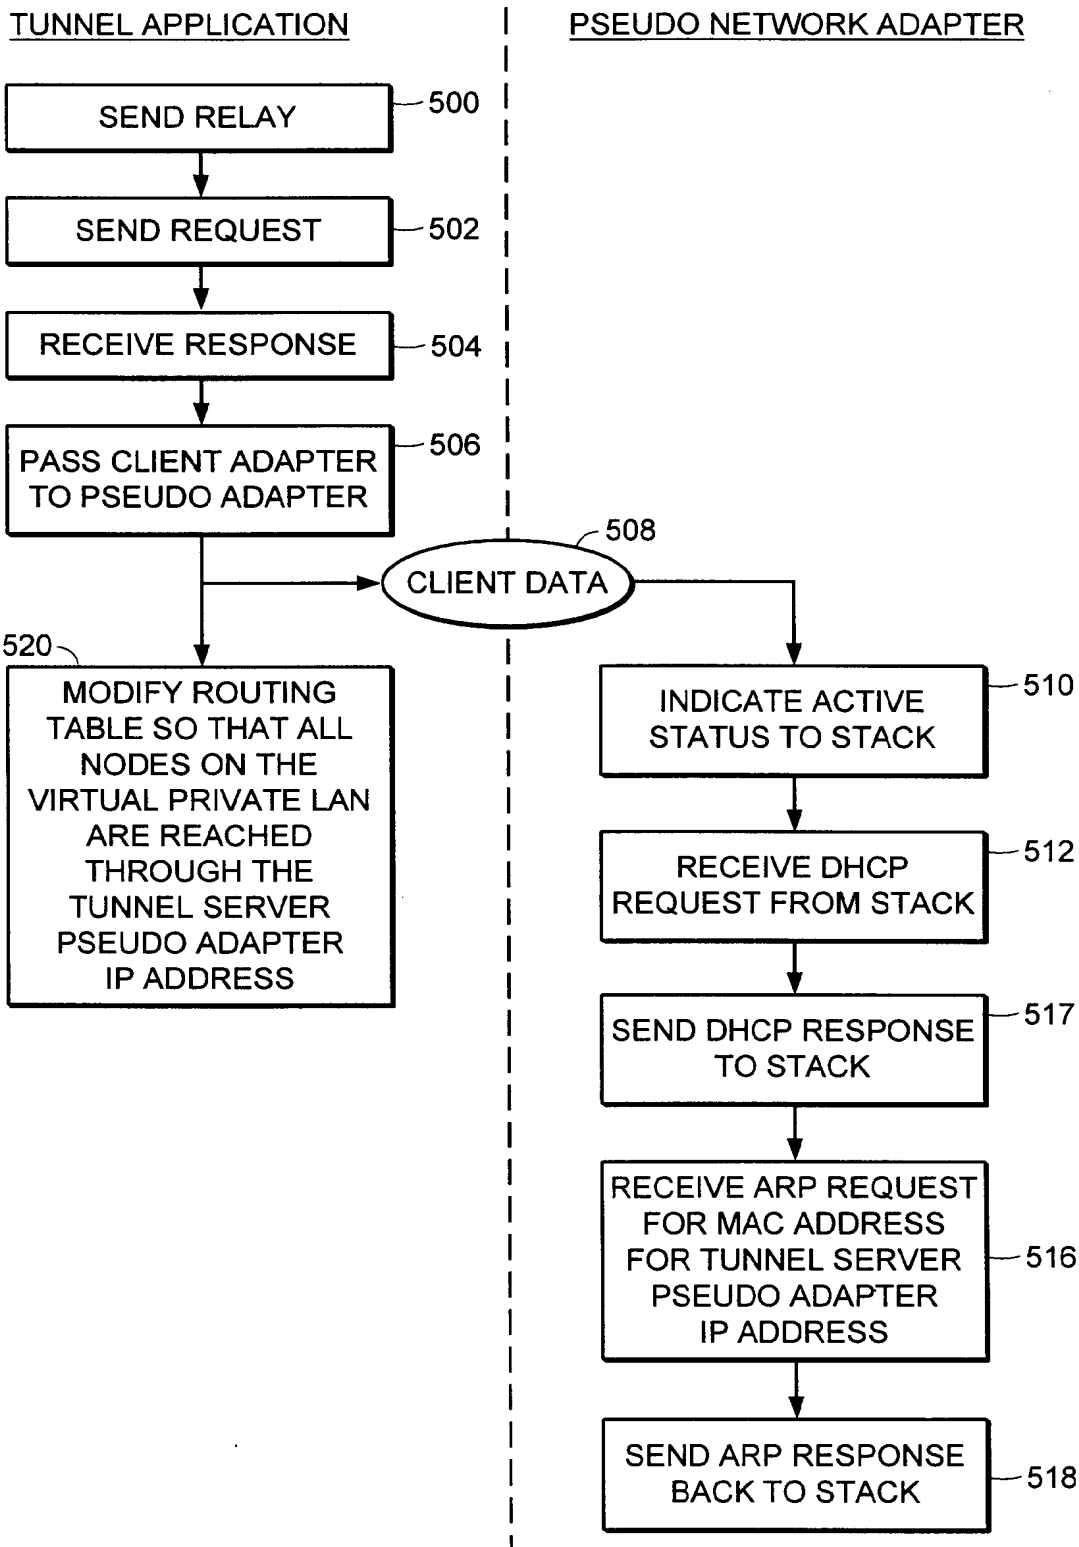 TUNNEL APPLICATION
PSEUDO NETWORK ADAPTER
SEND RELAY
500
SEND REQUEST
502
RECEIVE RESPONSE
504
PASS CLIENT ADAPTER
TO PSEUDO ADAPTER
506
CLIENT DATA
508
520
MODIFY ROUTING
TABLE SO THAT ALL
NODES ON THE
VIRTUAL PRIVATE LAN
ARE REACHED
THROUGH THE
TUNNEL SERVER
PSEUDO ADAPTER
IP ADDRESS
INDICATE ACTIVE
STATUS TO STACK
510
RECEIVE DHCP
REQUEST FROM STACK
512
SEND DHCP RESPONSE
TO STACK
517
RECEIVE ARP REQUEST
FOR MAC ADDRESS
FOR TUNNEL SERVER
PSEUDO ADAPTER
IP ADDRESS
516
SEND ARP RESPONSE
BACK TO STACK
518